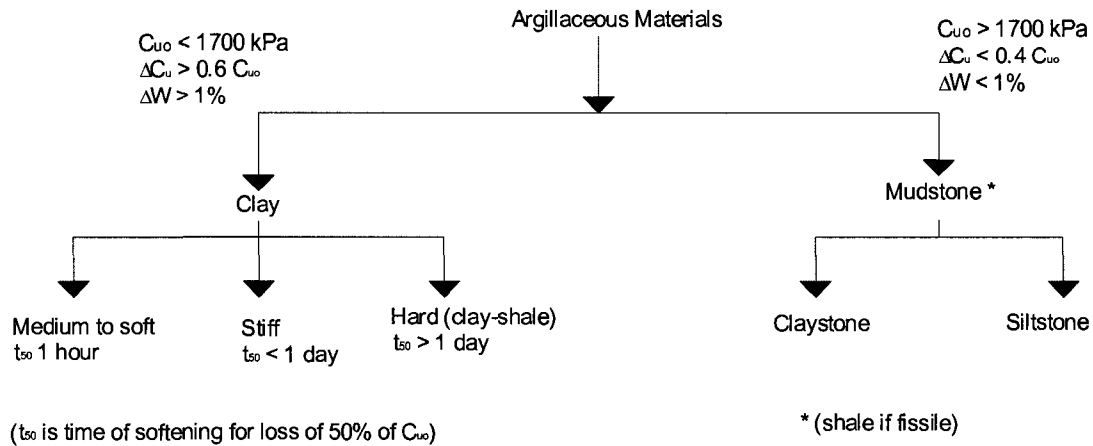 Argillaceous Materials
Cuo < 1700 kPa
ΔCu > 0.6 Cuo
ΔW > 1%
Cuo > 1700 kPa
ΔCu < 0.4 Cuo
ΔW < 1%
Clay
Mudstone *
Medium to soft
t50 1 hour
Stiff
t50 < 1 day
Hard (clay-shale)
t50 > 1 day
Claystone
Siltstone
(t50 is time of softening for loss of 50% of Cuo)
* (shale if fissile)